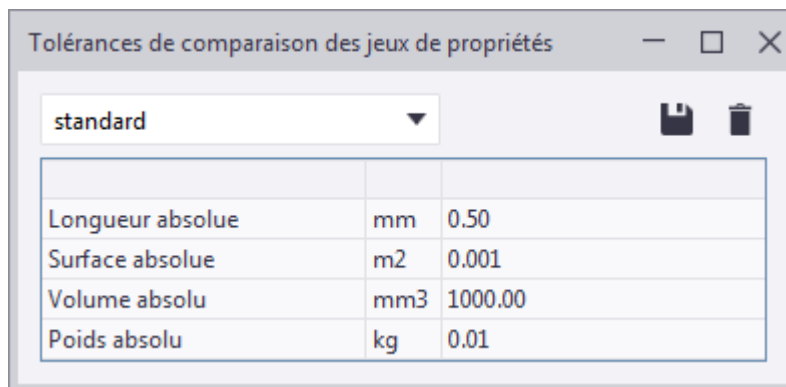 Tolérances de comparaison des jeux de propriétés
standard
Longueur absolue mm 0.50
Surface absolue m2 0.001
Volume absolu mm3 1000.00
Poids absolu kg 0.01